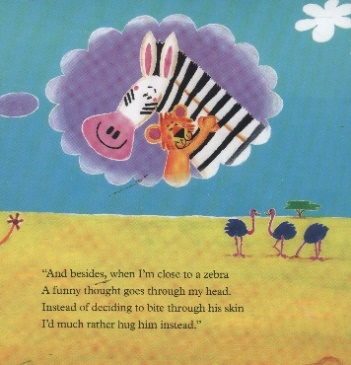 “And besides, when I’m close to a zebra
A funny thought goes through my head.
Instead of deciding to bite through his skin
I’d much rather hug him instead.”